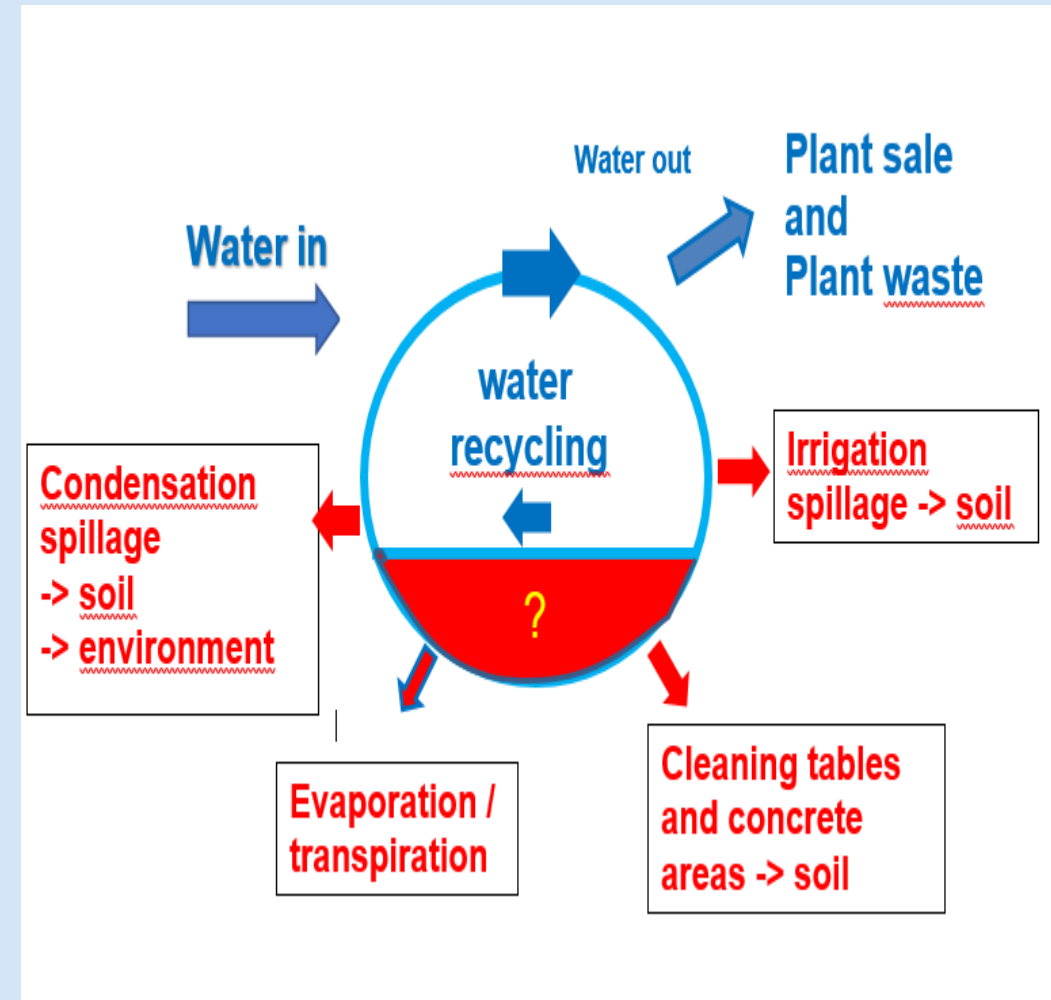 Water out
Plant sale
and
Plant waste
Water in
water
recycling
Condensation
spillage
-> soil
-> environment
Irrigation
spillage -> soil
?
Evaporation /
transpiration
Cleaning tables
and concrete
areas -> soil